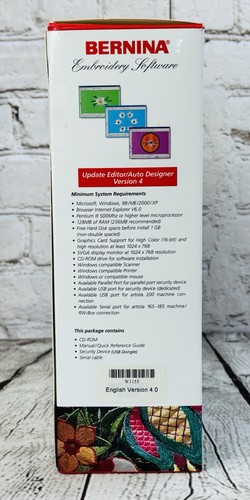 BERNINA®
Embroidery Software
Update Editor/Auto Designer
Version 4
Minimum System Requirements
• Microsoft, Windows, 98/ME/2000/XP
• Browser Internet Explorer V6.0
• Pentium III 500Mhz or higher level microprocessor
• 128MB of RAM (256MB recommended)
• Free Hard Disk space before install 1 GB
(non-doubled spaced)
• Graphics Card Support for High Color (16-bit) and
high resolution at least 1024 x 768
• SVGA display monitor at least 1024 x 768
• CD-ROM drive for software installation
• Windows compatible Scanner
• Windows compatible Printer
• Windows or compatible mouse
• Available Parallel Port for parallel port security device
• Available USB port for security device (dedicated)
• Available USB port for artista 200 machine con-
nection
• Available Serial port for artista 165-185 machine/
RW-Box connection
This package contains
• CD-ROM
• Manual/Quick Reference Guide
• Security Device (USB Dongle)
• Serial cable
W1153
English Version 4.0